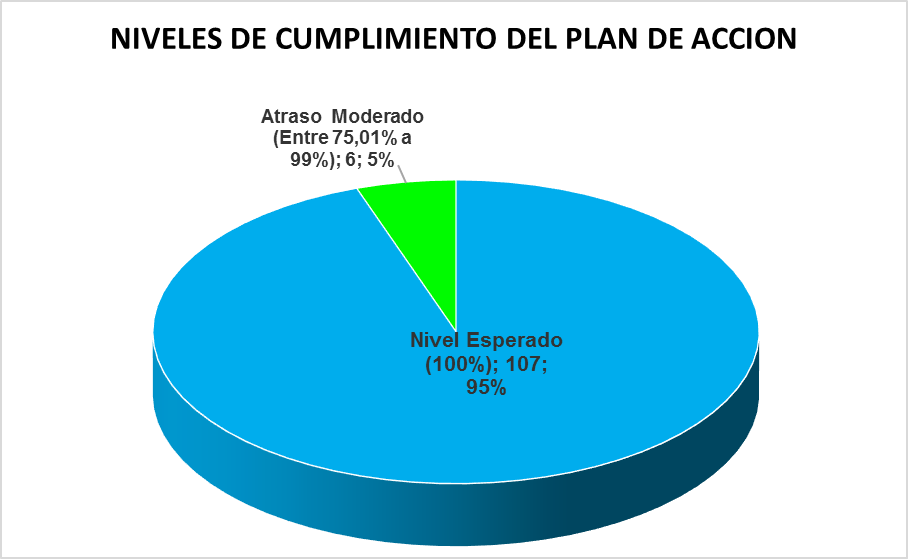 NIVELES DE CUMPLIMIENTO DEL PLAN DE ACCION
Atraso Moderado
(Entre 75,01% a
99%); 6; 5%
Nivel Esperado
(100%); 107;
95%